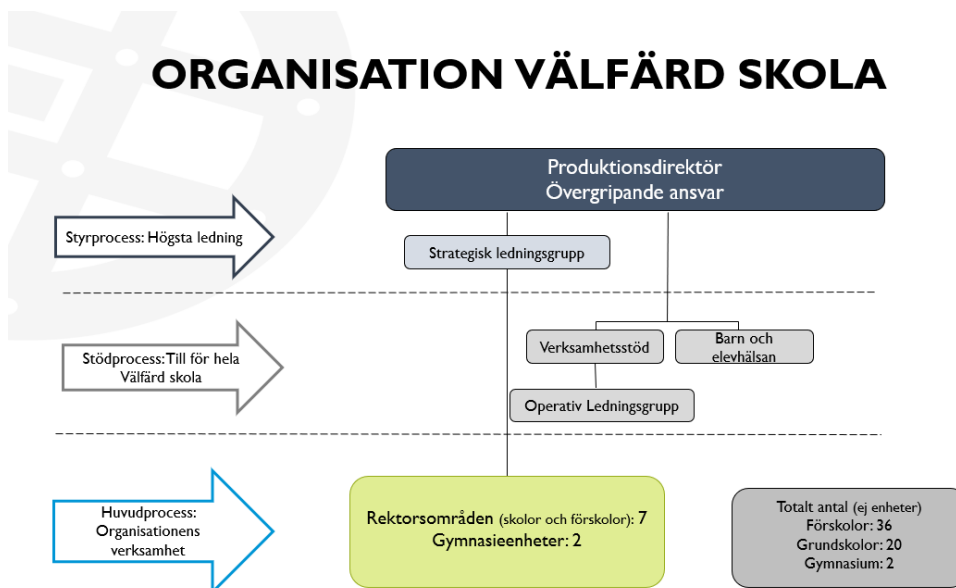 ORGANISATION VÄLFÄRD SKOLA
Produktionsdirektör
Övergripande ansvar
Styrprocess: Högsta ledning
Strategisk ledningsgrupp
Stödprocess: Till för hela
Välfärd skola
Verksamhetsstöd
Barn och
elevhälsan
Operativ Ledningsgrupp
Huvudprocess:
Organisationens
verksamhet
Rektorsområden (skolor och förskolor): 7
Gymnasieenheter: 2
Totalt antal (ej enheter)
Förskolor: 36
Grundskolor: 20
Gymnasium: 2